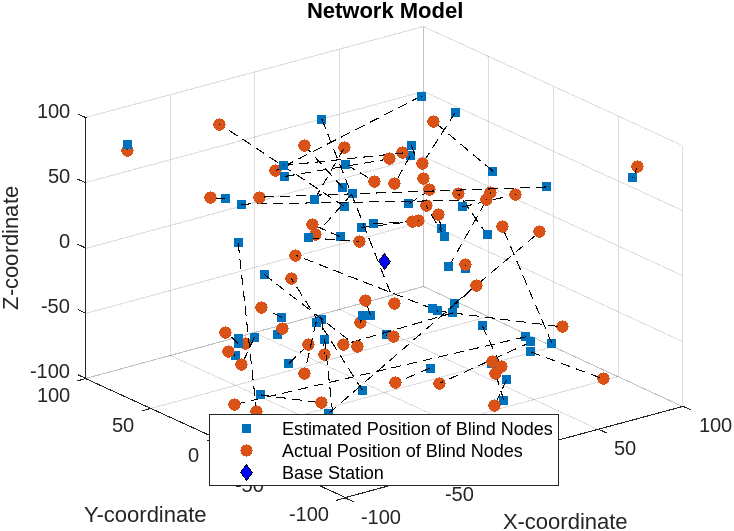 Network Model
100
50
0
-50
-100
Z-coordinate
100
50
0
-50
-100
Y-coordinate
-100
-50
50
100
X-coordinate
Estimated Position of Blind Nodes
Actual Position of Blind Nodes
Base Station